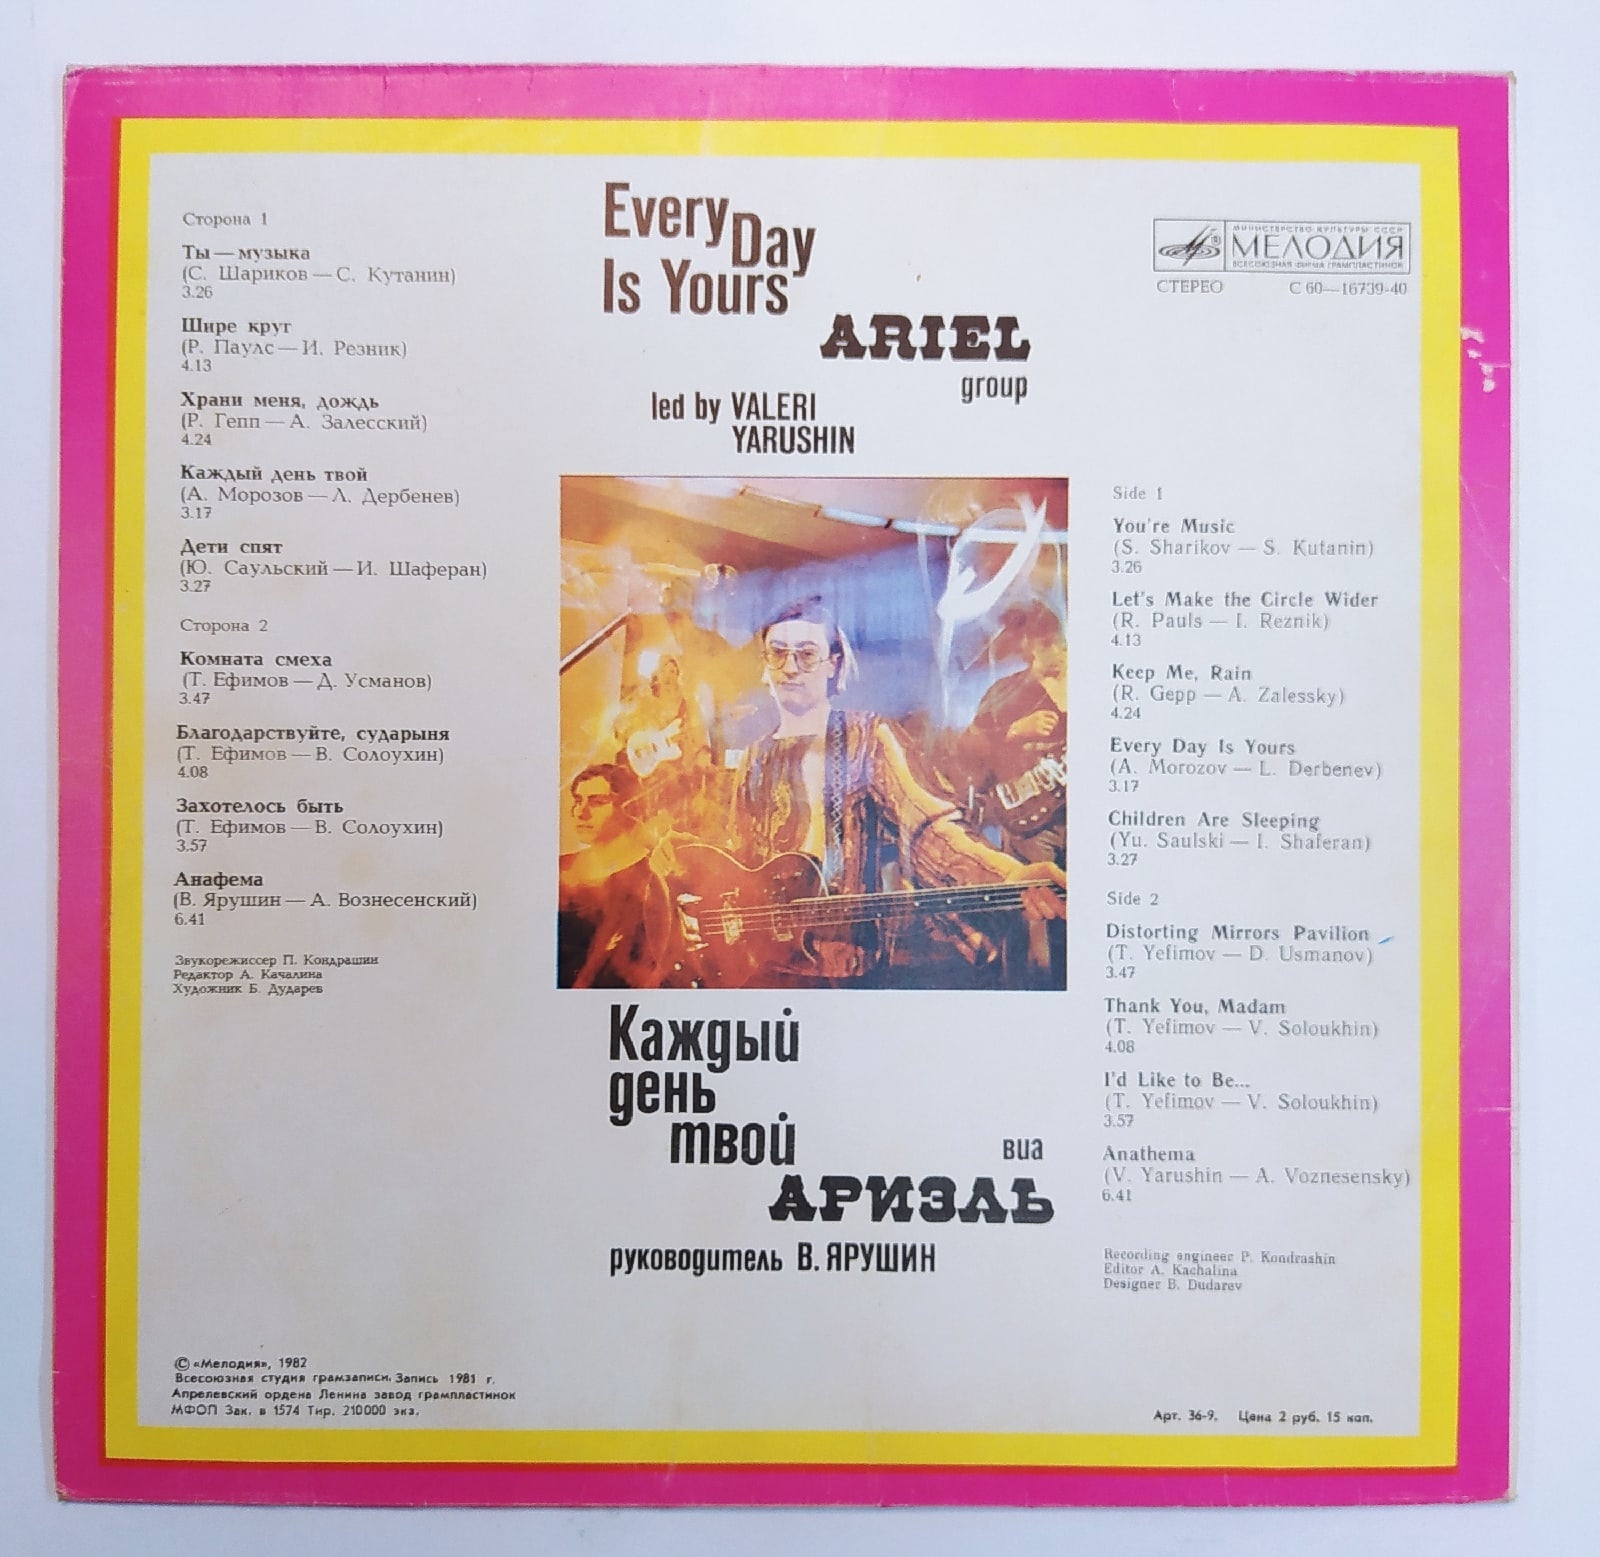 Сторона 1
Ты — музыка
(С. Шариков — С. Кутанин)
3.26
Шире круг
(Р. Паулс — И. Резник)
4.13
Храни меня, дождь
(Р. Гепп — А. Залесский)
4.24
Каждый день твой
(А. Морозов — Л. Дербенев)
3.17
Дети спят
(Ю. Саульский — И. Шаферан)
3.27
Сторона 2
Комната смеха
(Т. Ефимов — Д. Усманов)
3.47
Благодарствуйте, сударыня
(Т. Ефимов — В. Солоухин)
4.08
Захотелось быть
(Т. Ефимов — В. Солоухин)
3.57
Анафема
(В. Ярушин — А. Вознесенский)
6.41
Звукорежиссер П. Кондрашин
Редактор А. Качалина
Художник Б. Дударев
© «Мелодия», 1982
Всесоюзная студия грамзаписи. Запись 1981 г.
Апрелевский ордена Ленина завод грампластинок
МФОП Зак. в 1574 Тир. 210000 экз.
Every Day
Is Yours
ARIEL
group
led by VALERI
YARUSHIN
Каждый
день
твой
виа
АРИЭЛЬ
руководитель В. ЯРУШИН
МИНИСТЕРСТВО КУЛЬТУРЫ СССР
МЕЛОДИЯ
ВСЕСОЮЗНАЯ ФИРМА ГРАМПЛАСТИНОК
СТЕРЕО С 60—16739-40
Side 1
You're Music
(S. Sharikov — S. Kutanin)
3.26
Let's Make the Circle Wider
(R. Pauls — I. Reznik)
4.13
Keep Me, Rain
(R. Gepp — A. Zalessky)
4.24
Every Day Is Yours
(A. Morozov — L. Derbenev)
3.17
Children Are Sleeping
(Yu. Saulski — I. Shaferan)
3.27
Side 2
Distorting Mirrors Pavilion
(T. Yefimov — D. Usmanov)
3.47
Thank You, Madam
(T. Yefimov — V. Soloukhin)
4.08
I'd Like to Be...
(T. Yefimov — V. Soloukhin)
3.57
Anathema
(V. Yarushin — A. Voznesensky)
6.41
Recording engineer P. Kondrashin
Editor A. Kachalina
Designer B. Dudarev
Арт. 36-9. Цена 2 руб. 15 коп.